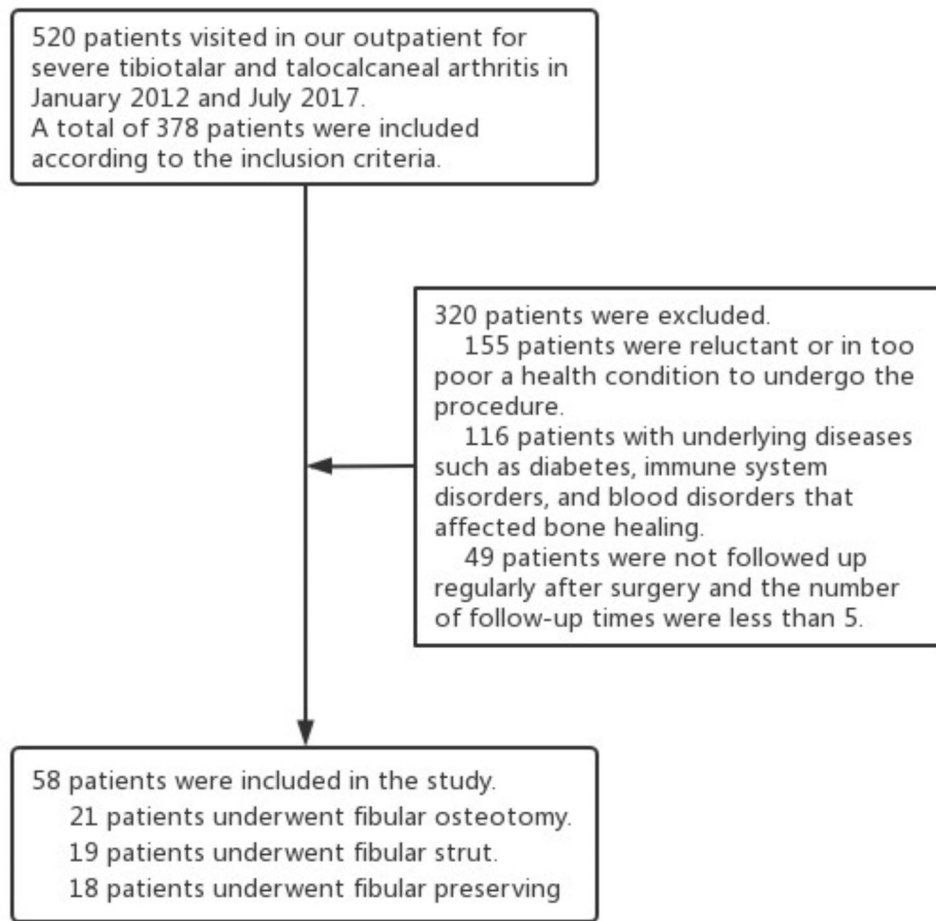 520 patients visited in our outpatient for
severe tibiotalar and talocalcaneal arthritis in
January 2012 and July 2017.
A total of 378 patients were included
according to the inclusion criteria.
320 patients were excluded.
155 patients were reluctant or in too
poor a health condition to undergo the
procedure.
116 patients with underlying diseases
such as diabetes, immune system
disorders, and blood disorders that
affected bone healing.
49 patients were not followed up
regularly after surgery and the number
of follow-up times were less than 5.
58 patients were included in the study.
21 patients underwent fibular osteotomy.
19 patients underwent fibular strut.
18 patients underwent fibular preserving